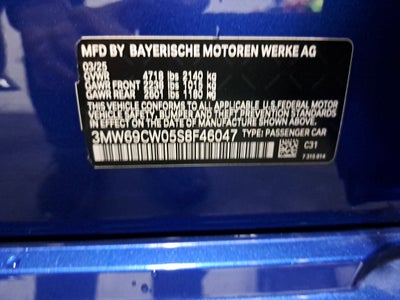 MFD BY BAYERISCHE MOTOREN WERKE AG
03/25
GVWR 4718 lbs 2140 kg
GAWR FRONT 2236 lbs 1014 kg
GAWR REAR 2601 lbs 1180 kg
THIS VEHICLE CONFORMS TO ALL APPLICABLE U.S. FEDERAL MOTOR
VEHICLE SAFETY, BUMPER, AND THEFT PREVENTION STANDARDS
IN EFFECT ON THE DATE OF MANUFACTURE SHOWN ABOVE.
3MW69CW05S8F46047 TYPE: PASSENGER CAR
C31